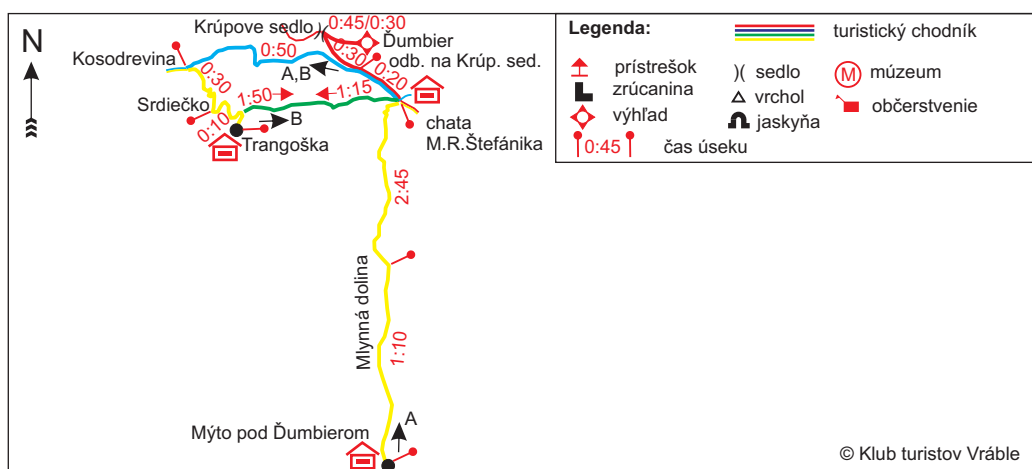 N
Krúpove sedlo
)(
0:45/0:30
Ďumbier
odb. na Krúp. sed.
Kosodrevina
0:50
0:30
0:20
A,B
0:30
Srdiečko
1:50
1:15
B
0:10
Trangoška
chata
M.R.Štefánika
2:45
Mlynná dolina
1:10
Mýto pod Ďumbierom
A
Legenda:
turistický chodník
prístrešok
)( sedlo
M múzeum
zrúcanina
vrchol
občerstvenie
výhľad
jaskyňa
0:45 čas úseku
© Klub turistov Vráble